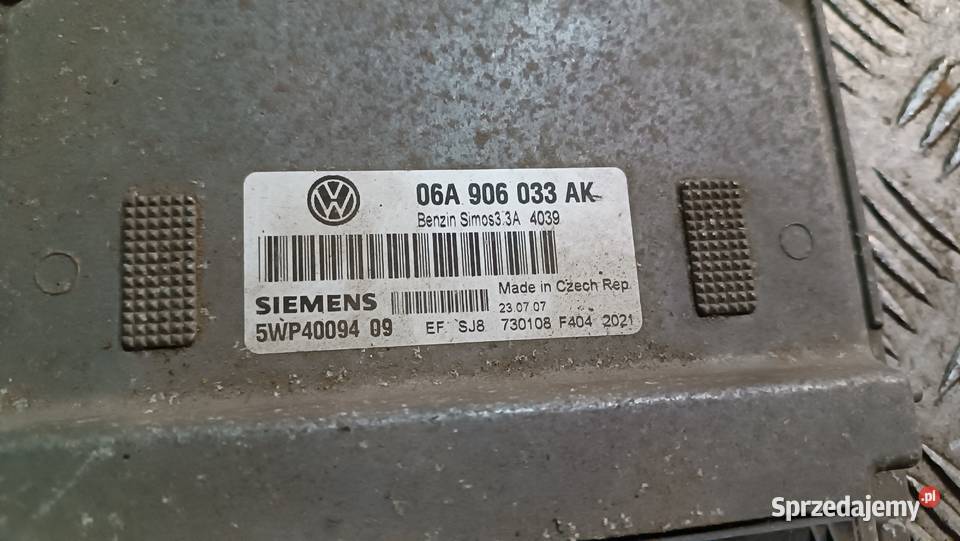 06A 906 033 AK
Benzin Simos3.3A 4039
Made in Czech Rep.
SIEMENS
23.07.07
5WP40094 09
EF SJ8 730108 F404 2021
Sprzedajemy.pl